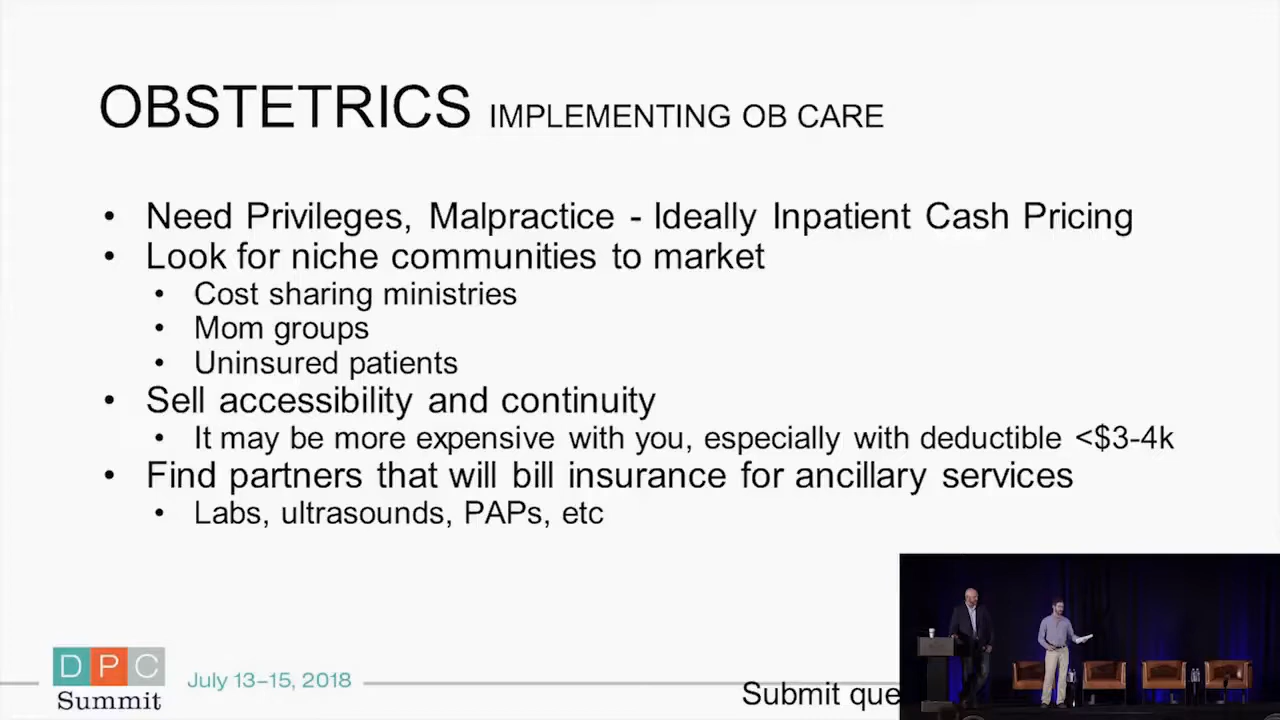 OBSTETRICS IMPLEMENTING OB CARE
• Need Privileges, Malpractice - Ideally Inpatient Cash Pricing
• Look for niche communities to market
• Cost sharing ministries
• Mom groups
• Uninsured patients
• Sell accessibility and continuity
• It may be more expensive with you, especially with deductible <$3-4k
• Find partners that will bill insurance for ancillary services
• Labs, ultrasounds, PAPs, etc
DPC
Summit
July 13-15, 2018
Submit que